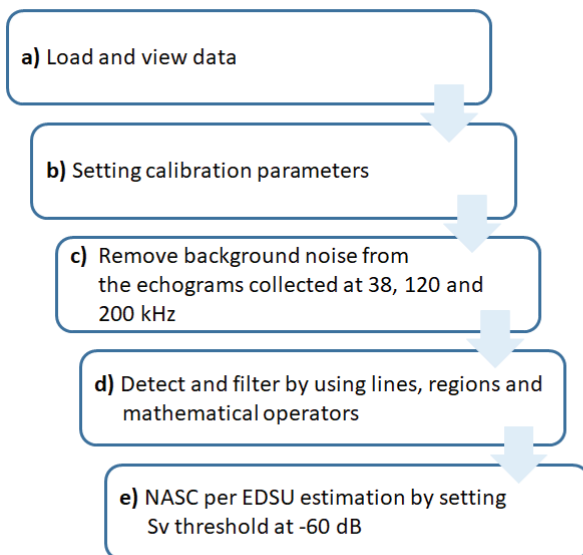 a) Load and view data
b) Setting calibration parameters
c) Remove background noise from
the echograms collected at 38, 120 and
200 kHz
d) Detect and filter by using lines, regions and
mathematical operators
e) NASC per EDSU estimation by setting
Sv threshold at -60 dB